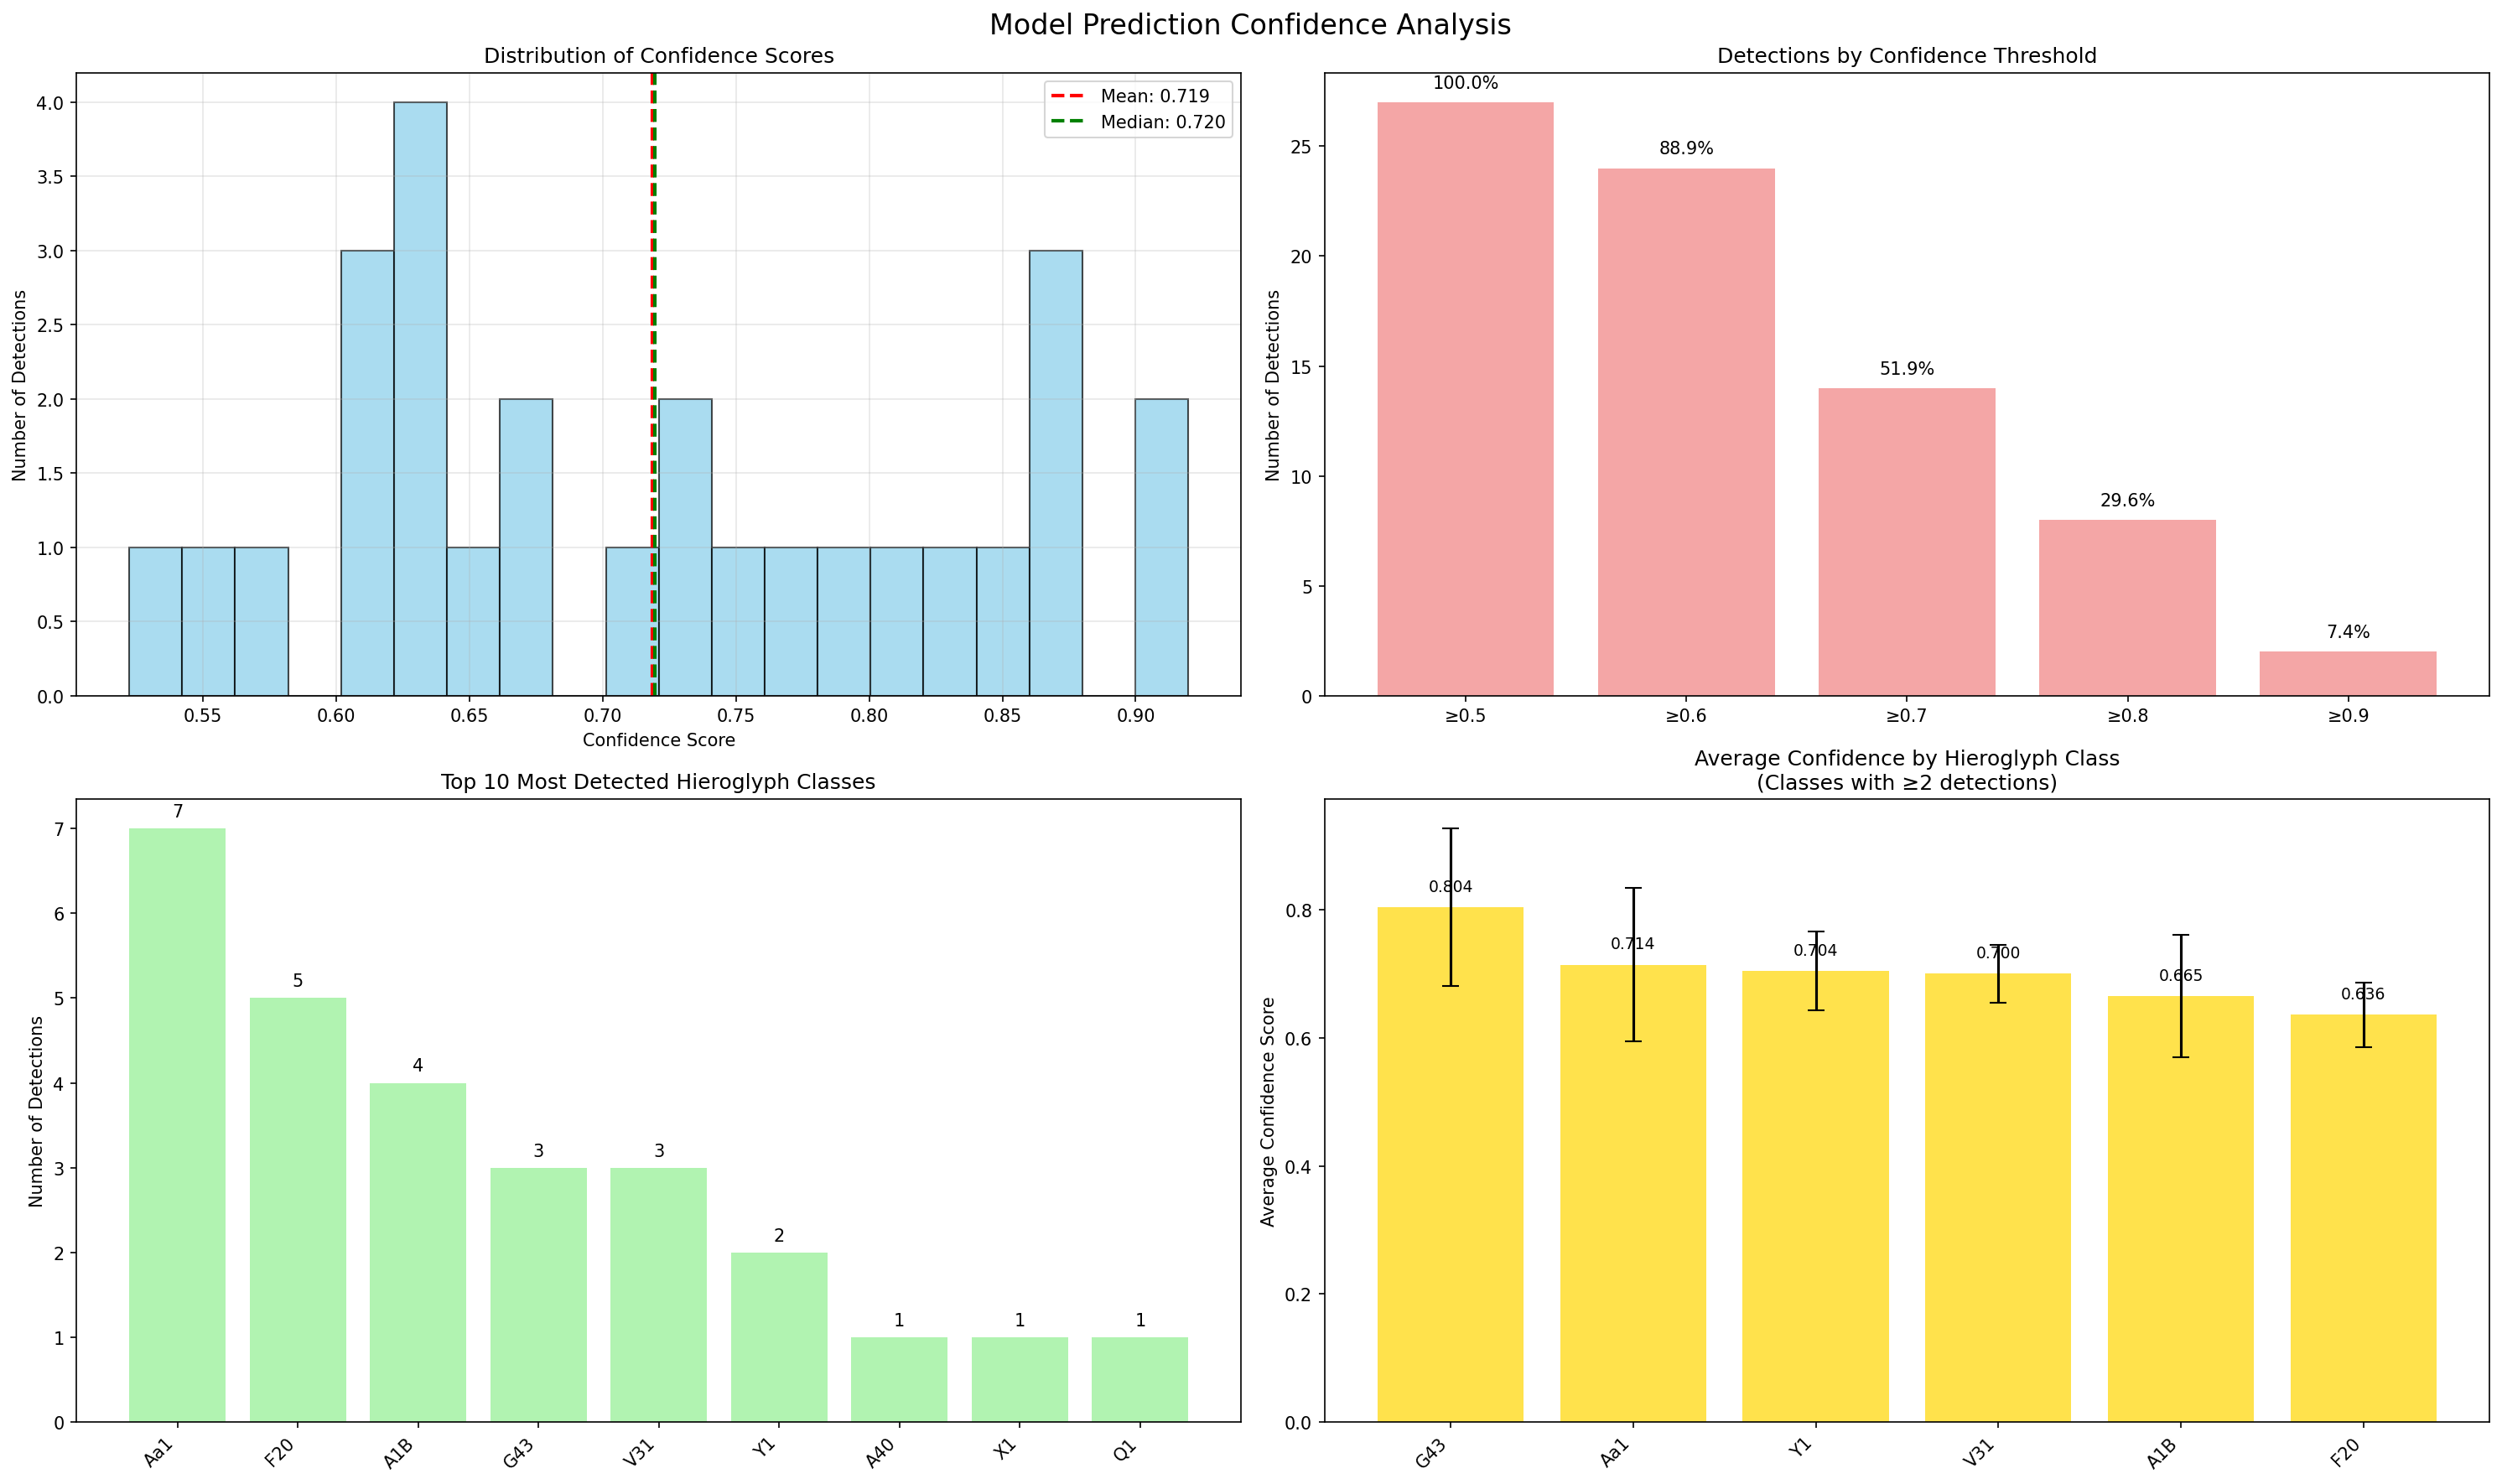 Model Prediction Confidence Analysis
Distribution of Confidence Scores
Number of Detections
4.0
3.5
3.0
2.5
2.0
1.5
1.0
0.5
0.0
Mean: 0.719
Median: 0.720
0.55 0.60 0.65 0.70 0.75 0.80 0.85 0.90
Confidence Score
Detections by Confidence Threshold
Number of Detections
25
20
15
10
5
0
100.0%
88.9%
51.9%
29.6%
7.4%
≥0.5 ≥0.6 ≥0.7 ≥0.8 ≥0.9
Top 10 Most Detected Hieroglyph Classes
Number of Detections
7
6
5
4
3
2
1
0
7 5 4 3 3 2 1 1 1
Aa1 F20 A1B G43 V31 Y1 A40 X1 Q1
Average Confidence by Hieroglyph Class
(Classes with ≥2 detections)
Average Confidence Score
0.8
0.6
0.4
0.2
0.0
0.804 0.714 0.704 0.700 0.665 0.636
G43 Aa1 Y1 V31 A1B F20